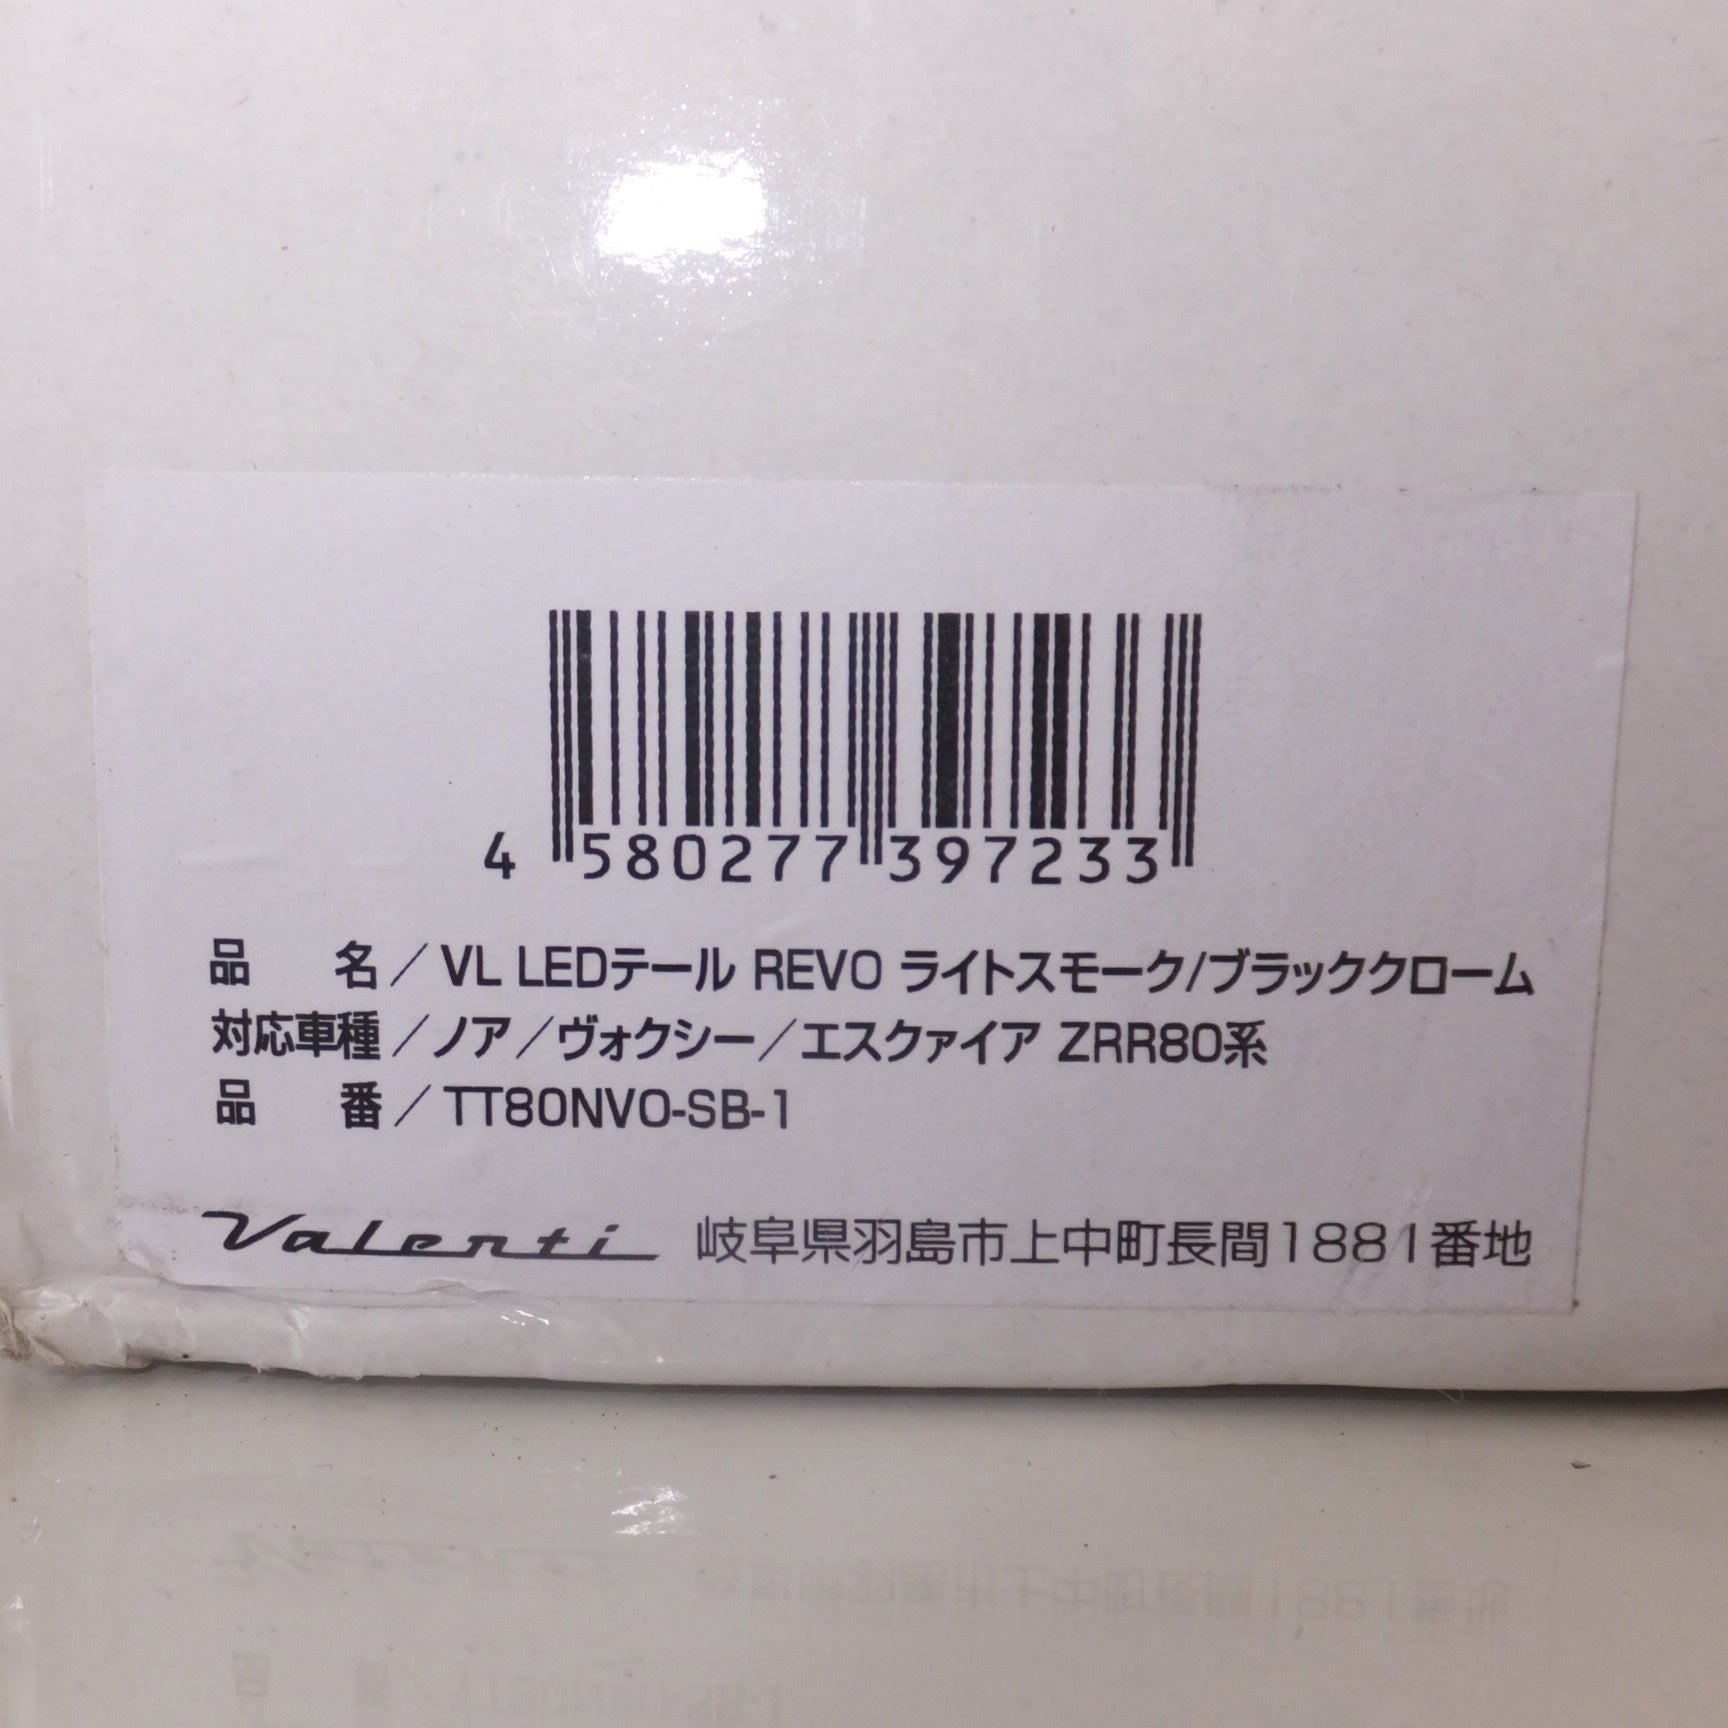 4 580277 397233
品 名／VL LEDテール REVO ライトスモーク/ブラッククローム
対応車種／ノア／ヴォクシー／エスクァイア ZRR80系
品 番／TT80NVO-SB-1
Valenti 岐阜県羽島市上中町長間1881番地